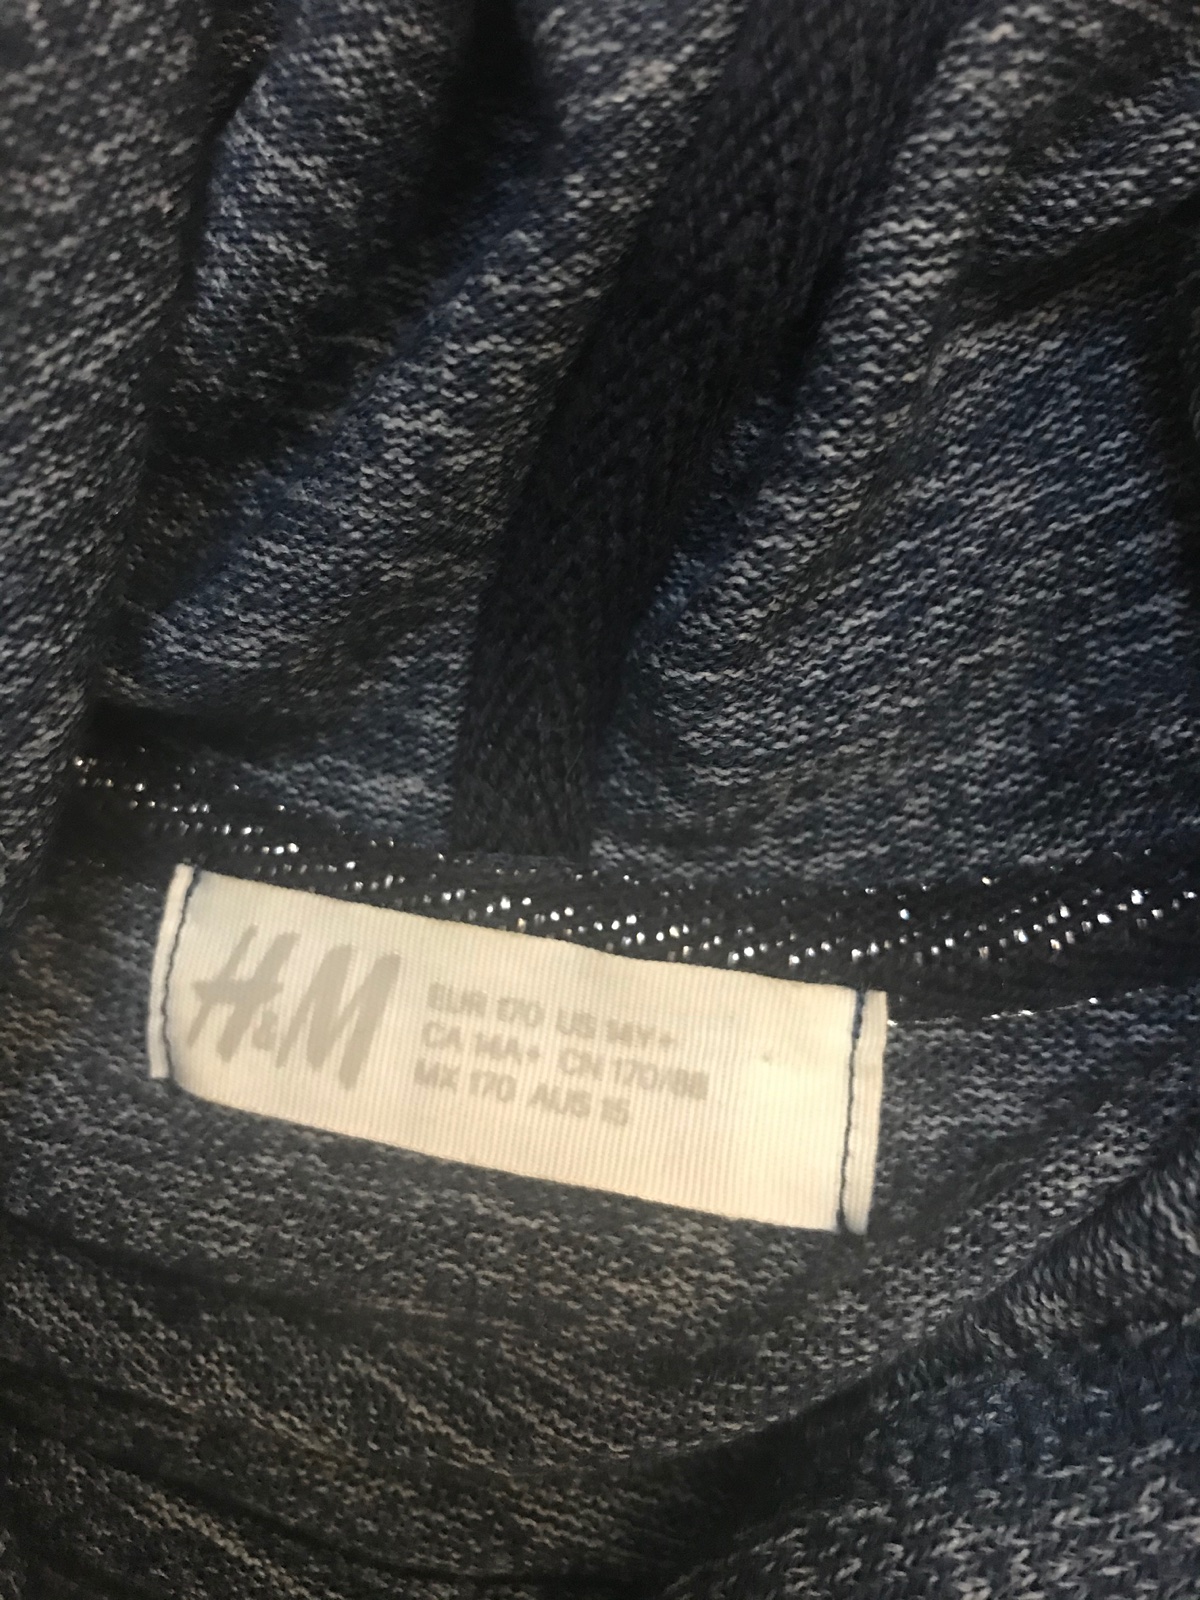 H&M
EUR 170 US 14Y+
CA 14A+ CN 170/88
MX 170 AUS 15